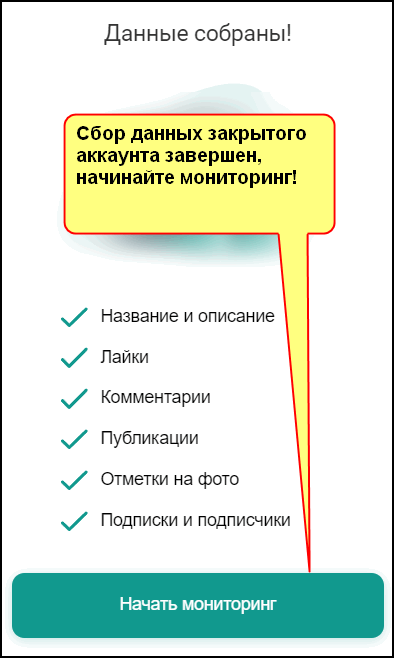 Данные собраны!
Сбор данных закрытого
аккаунта завершен,
начинайте мониторинг!
Название и описание
Лайки
Комментарии
Публикации
Отметки на фото
Подписки и подписчики
Начать мониторинг